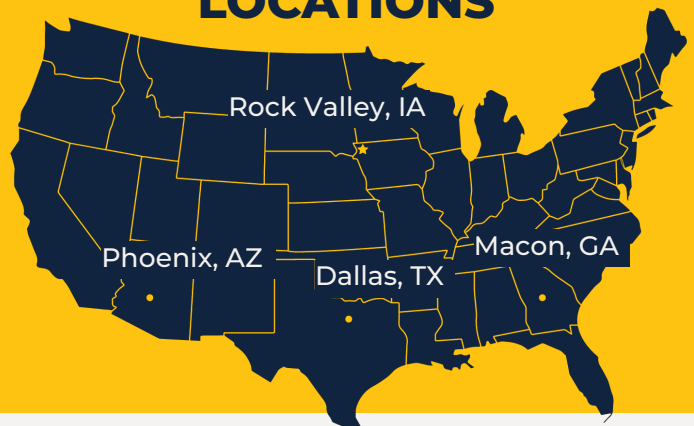 LOCATIONS
Rock Valley, IA
Macon, GA
Phoenix, AZ
Dallas, TX